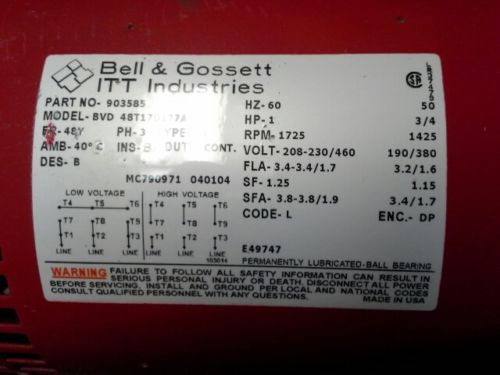 Bell & Gossett
ITT Industries
PART NO- 903585
MODEL- BVD 48T17D177A
FR-48Y PH-3 TYPE
AMB-40°C INS-B DUTY CONT.
DES- B
MC790971 040104
HZ-60 50
HP-1 3/4
RPM-1725 1425
VOLT-208-230/460 190/380
FLA-3.4-3.4/1.7 3.2/1.6
SF-1.25 1.15
SFA- 3.8-3.8/1.9 3.4/1.7
CODE-L ENC.- DP
E49747
PERMANENTLY LUBRICATED-BALL BEARING
LOW VOLTAGE HIGH VOLTAGE
T4 T5 T6 T4 T5 T6
T7 T8 T9 T7 T8 T9
T1 T2 T3 T1 T2 T3
LINE LINE LINE LINE
WARNING FAILURE TO FOLLOW ALL SAFETY INFORMATION CAN RESULT IN
SERIOUS PERSONAL INJURY OR DEATH. DISCONNECT ALL POWER
BEFORE SERVICING. INSTALL AND GROUND PER LOCAL AND NATIONAL CODES
CONSULT QUALIFIED PERSONNEL WITH ANY QUESTIONS. MADE IN USA